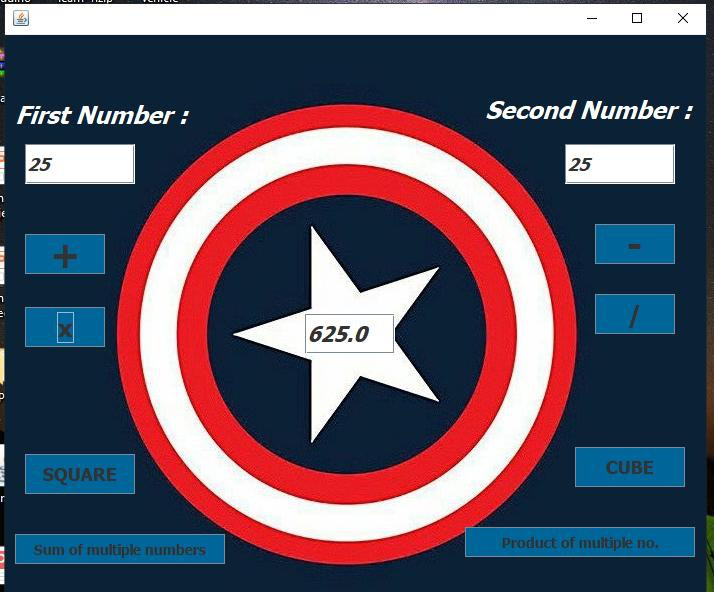 First Number :
Second Number :
25
25
+
-
x
/
625.0
SQUARE
CUBE
Sum of multiple numbers
Product of multiple no.